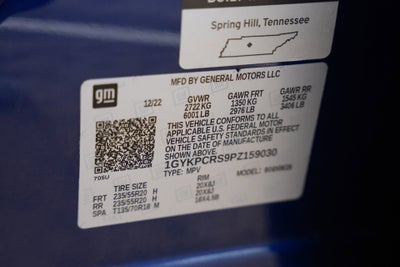 Spring Hill, Tennessee
gm
MFD BY GENERAL MOTORS LLC
12/22 GVWR GAWR FRT GAWR RR
2722 KG 1350 KG 1545 KG
6001 LB 2976 LB 3406 LB
THIS VEHICLE CONFORMS TO ALL
APPLICABLE U.S. FEDERAL MOTOR
VEHICLE SAFETY STANDARDS IN EFFECT
ON THE DATE OF MANUFACTURE
SHOWN ABOVE.
1GYKPCRS9PZ159030
TYPE: MPV MODEL:
705U
TIRE SIZE RIM
FRT 235/55R20 H 20X8J
RR 235/55R20 H 20X8J
SPA T135/70R18 M 18X4.5B